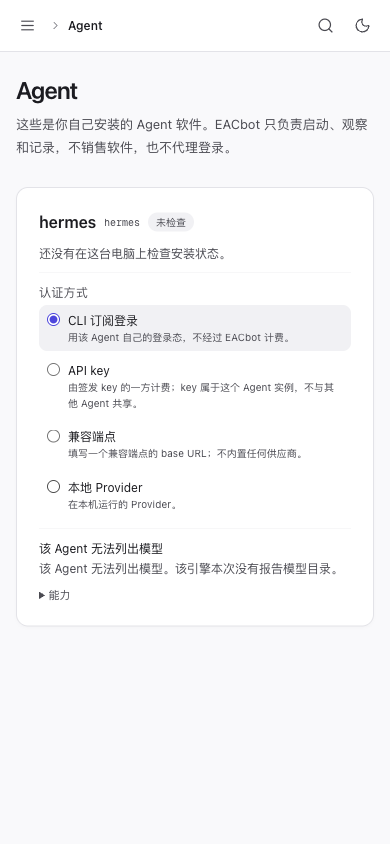 Agent
Agent
这些是你自己安装的 Agent 软件。EACbot 只负责启动、观察
和记录，不销售软件，也不代理登录。
hermes hermes 未检查
还没有在这台电脑上检查安装状态。
认证方式
CLI 订阅登录
用该 Agent 自己的登录态，不经过 EACbot 计费。
API key
由签发 key 的一方计费；key 属于这个 Agent 实例，不与其
他 Agent 共享。
兼容端点
填写一个兼容端点的 base URL；不内置任何供应商。
本地 Provider
在本机运行的 Provider。
该 Agent 无法列出模型
该 Agent 无法列出模型。该引擎本次没有报告模型目录。
能力